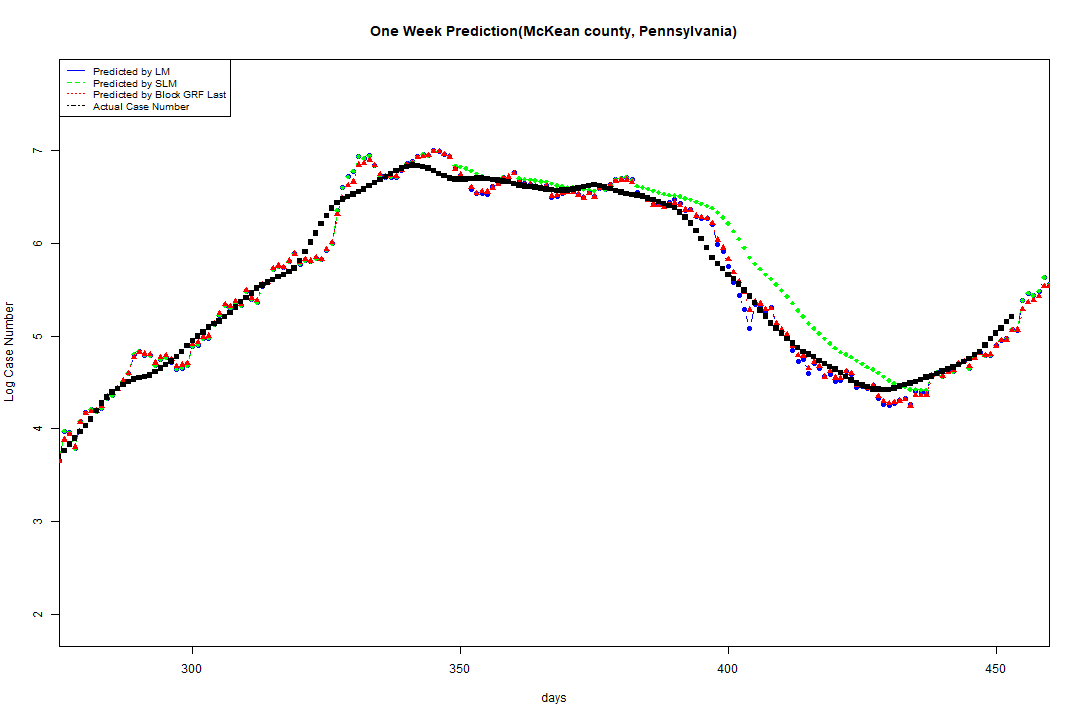 One Week Prediction(McKean county, Pennsylvania)
Predicted by LM
Predicted by SLM
Predicted by Block GRF Last
Actual Case Number
7
6
5
4
3
2
Log Case Number
300 350 400 450
days